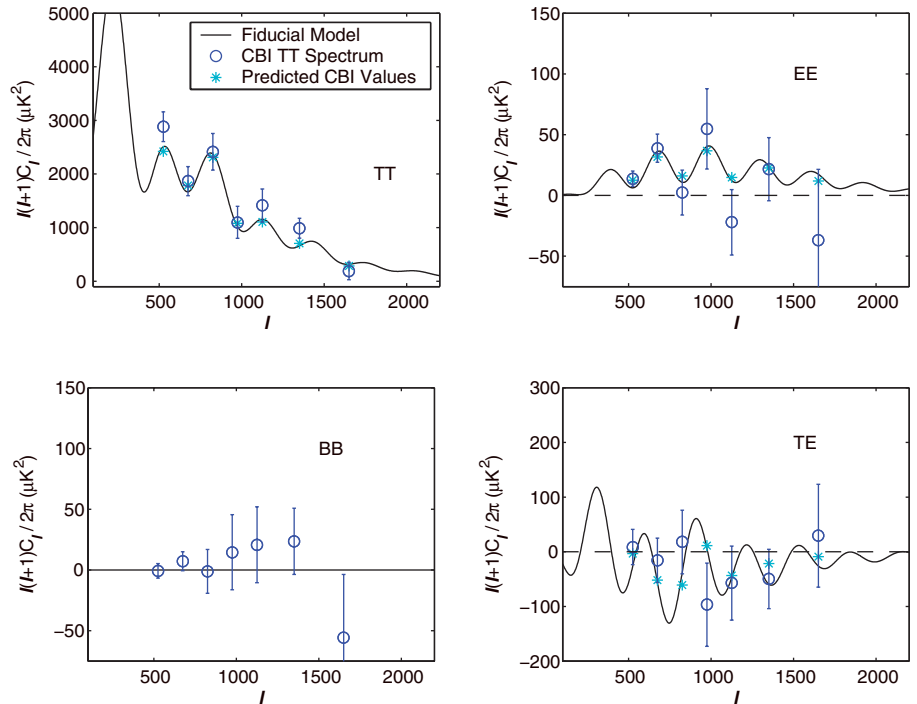 5000
4000
3000
2000
1000
0
l(l+1)C_l / 2π (μK²)
Fiducial Model
CBI TT Spectrum
Predicted CBI Values
TT
500 1000 1500 2000
l
150
100
50
0
−50
l(l+1)C_l / 2π (μK²)
EE
500 1000 1500 2000
l
150
100
50
0
−50
l(l+1)C_l / 2π (μK²)
BB
500 1000 1500 2000
l
300
200
100
0
−100
−200
l(l+1)C_l / 2π (μK²)
TE
500 1000 1500 2000
l